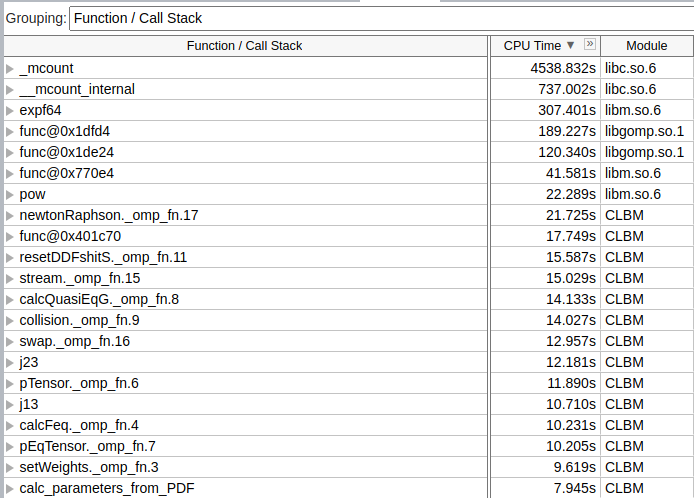 Grouping: Function / Call Stack
Function / Call Stack CPU Time ▼ » Module
_mcount 4538.832s libc.so.6
__mcount_internal 737.002s libc.so.6
expf64 307.401s libm.so.6
func@0x1dfd4 189.227s libgomp.so.1
func@0x1de24 120.340s libgomp.so.1
func@0x770e4 41.581s libm.so.6
pow 22.289s libm.so.6
newtonRaphson._omp_fn.17 21.725s CLBM
func@0x401c70 17.749s CLBM
resetDDFshitS._omp_fn.11 15.587s CLBM
stream._omp_fn.15 15.029s CLBM
calcQuasiEqG._omp_fn.8 14.133s CLBM
collision._omp_fn.9 14.027s CLBM
swap._omp_fn.16 12.957s CLBM
j23 12.181s CLBM
pTensor._omp_fn.6 11.890s CLBM
j13 10.710s CLBM
calcFeq._omp_fn.4 10.231s CLBM
pEqTensor._omp_fn.7 10.205s CLBM
setWeights._omp_fn.3 9.619s CLBM
calc_parameters_from_PDF 7.945s CLBM